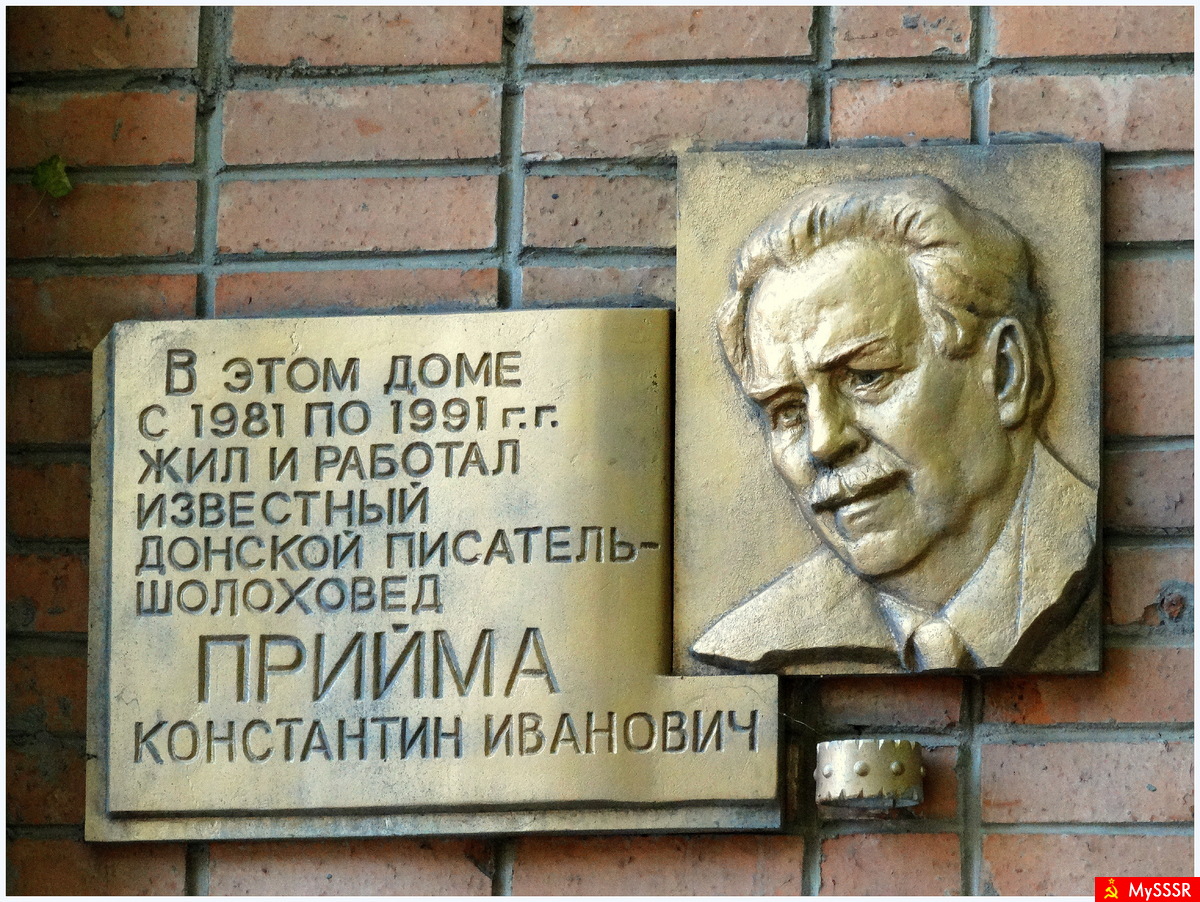 В ЭТОМ ДОМЕ
С 1981 ПО 1991 г.г.
ЖИЛ И РАБОТАЛ
ИЗВЕСТНЫЙ
ДОНСКОЙ ПИСАТЕЛЬ-
ШОЛОХОВЕД
ПРИЙМА
КОНСТАНТИН ИВАНОВИЧ
MySSSR